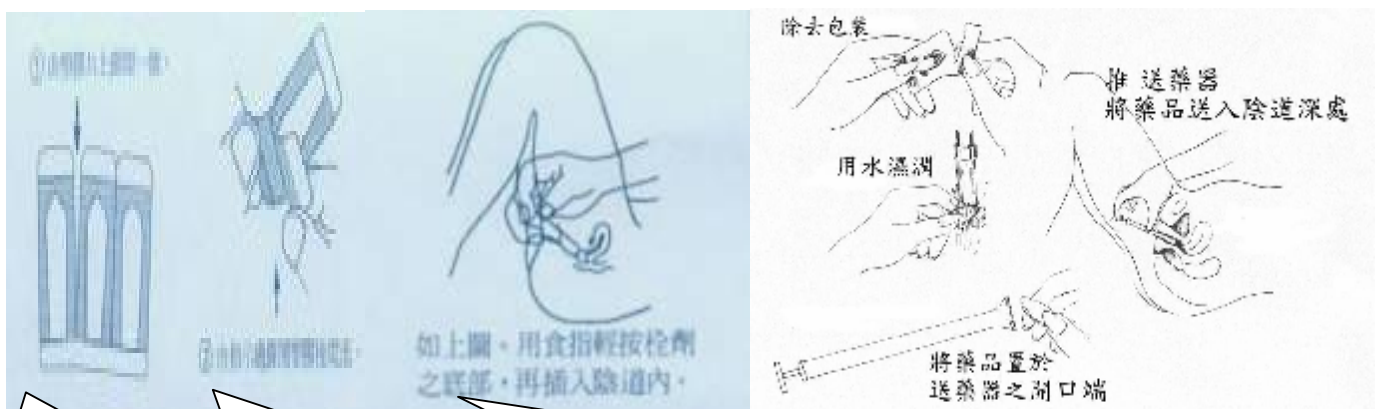 ①
②
如上圖，用食指輕按栓劑
之底部，再插入陰道內。
除去包裝
用水濕潤
將藥品置於
送藥器之開口端
推送藥器
將藥品送入陰道深處